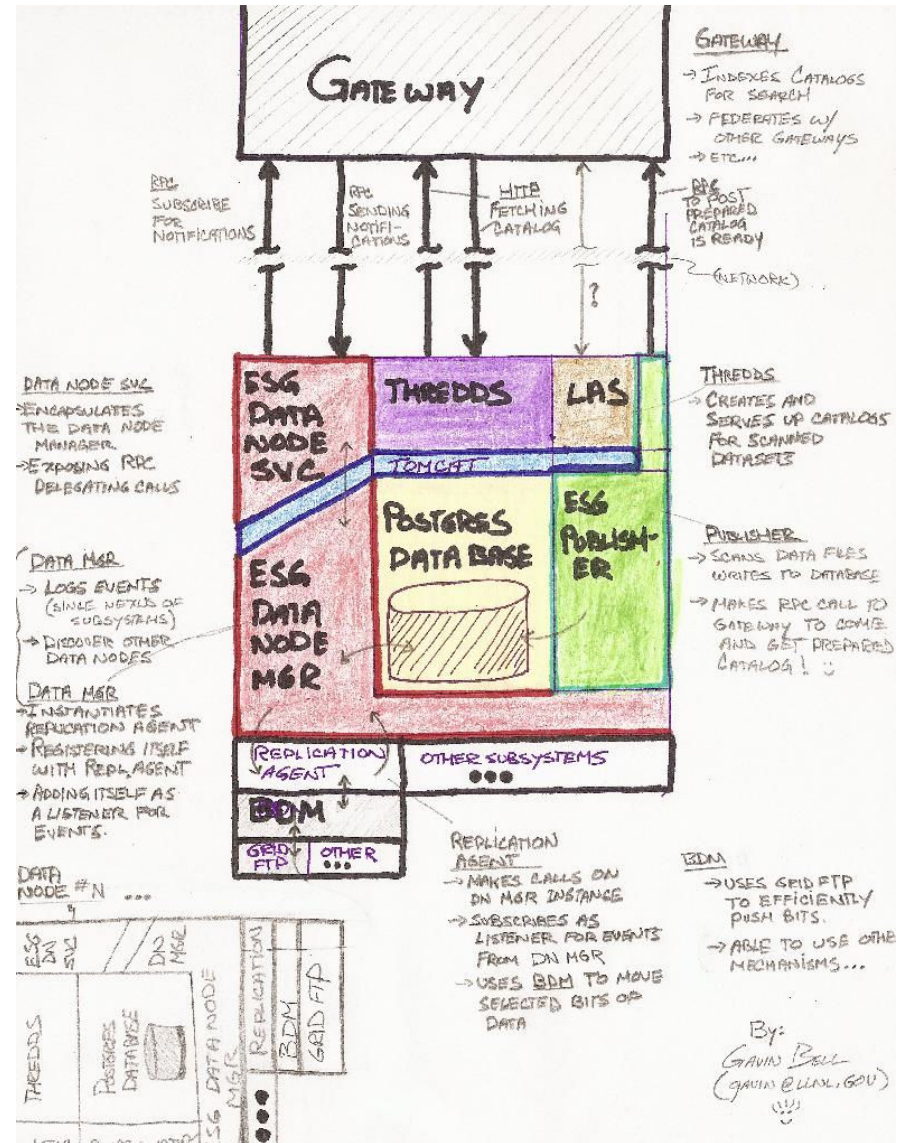 GATEWAY
GATEWAY
→ INDEXES CATALOGS
FOR SEARCH
→ FEDERATES W/
OTHER GATEWAYS
→ ETC....
RPC
SUBSCRIBE
FOR
NOTIFICATIONS
RPC
SENDING
NOTIFI-
CATIONS
FETCHING
CATALOG
RPC
TO POST
PREPARED
CATALOG
IS READY
(NETWORK)
?
DATA NODE SVC
→ ENCAPSULATES
THE DATA NODE
MANAGER.
→ EXPOSING RPC
DELEGATING CALLS
ESG
DATA
NODE
SVC
THREDDS
LAS
TOMCAT
THREDDS
→ CREATES AND
SERVES UP CATALOGS
FOR SCANNED
DATASETS
POSTGRES
DATABASE
ESG
PUBLISH-
ER
ESG
DATA
NODE
MGR
PUBLISHER
→ SCANS DATA FILES
WRITES TO DATABASE
→ MAKES RPC CALL TO
GATEWAY TO COME
AND GET PREPARED
CATALOG!
DATA MGR
→ LOGS EVENTS
(SINCE NEXUS OF
SUBSYSTEMS)
→ DISCOVER OTHER
DATA NODES
DATA MGR
→ INSTANTIATES
REPLICATION AGENT
→ REGISTERING ITSELF
WITH REPL AGENT
→ ADDING ITSELF AS
A LISTENER FOR
EVENTS.
REPLICATION
AGENT
OTHER SUBSYSTEMS
BDM
GRID
FTP
OTHER
REPLICATION
AGENT
→ MAKES CALLS ON
DN MGR INSTANCE
→ SUBSCRIBES AS
LISTENER FOR EVENTS
FROM DN MGR
→ USES BDM TO MOVE
SELECTED BITS OF
DATA
BDM
→ USES GRID FTP
TO EFFICIENTLY
PUSH BITS.
→ ABLE TO USE OTHE
MECHANISMS...
By:
GAVIN BELL
(GAVIN@LLNL.GOV)
DATA
NODE #N ...
ESG
DN
SVC
DN
MGR
THREDDS
POSTGRES
DATABASE
ESG DATA NODE
MGR
REPLICATION
BDM
GRID FTP